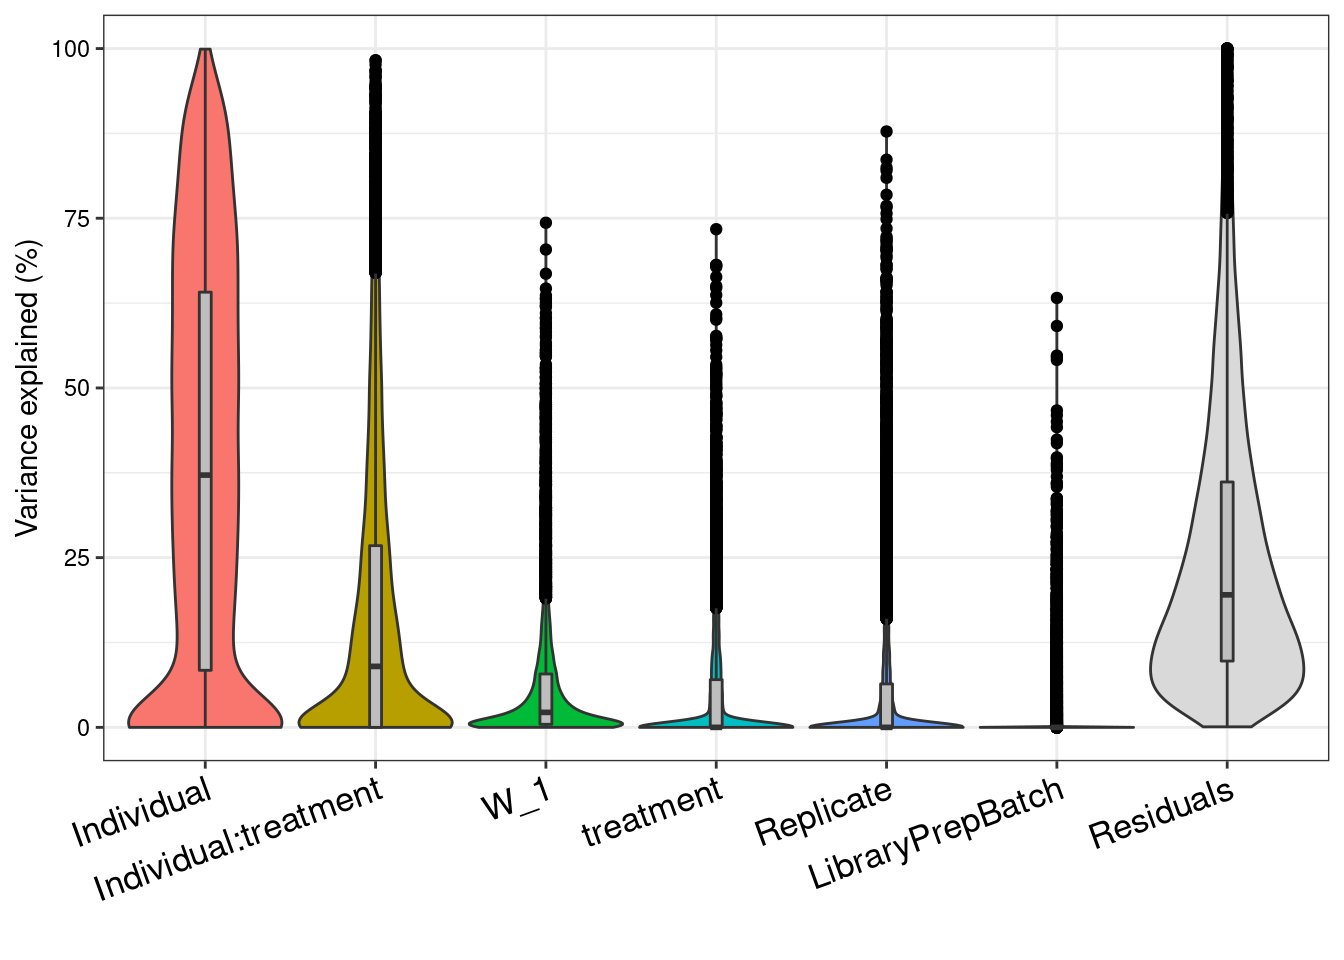 Variance explained (%)
100
75
50
25
0
Individual
Individual:treatment
W_1
treatment
Replicate
LibraryPrepBatch
Residuals